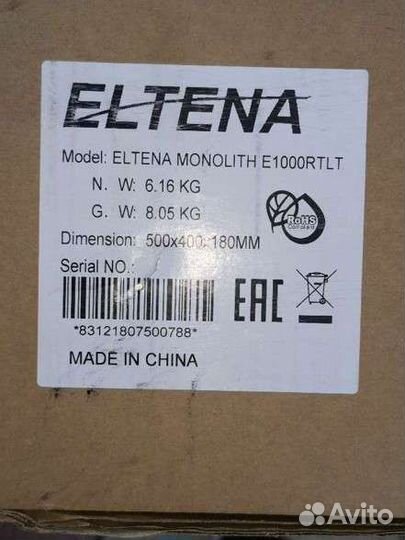 ELTENA
Model: ELTENA MONOLITH E1000RTLT
N. W: 6.16 KG
G. W: 8.05 KG
RoHS
Compliant
Dimension: 500x400x180MM
Serial NO.:
EAC
*83121807500788*
MADE IN CHINA
Avito